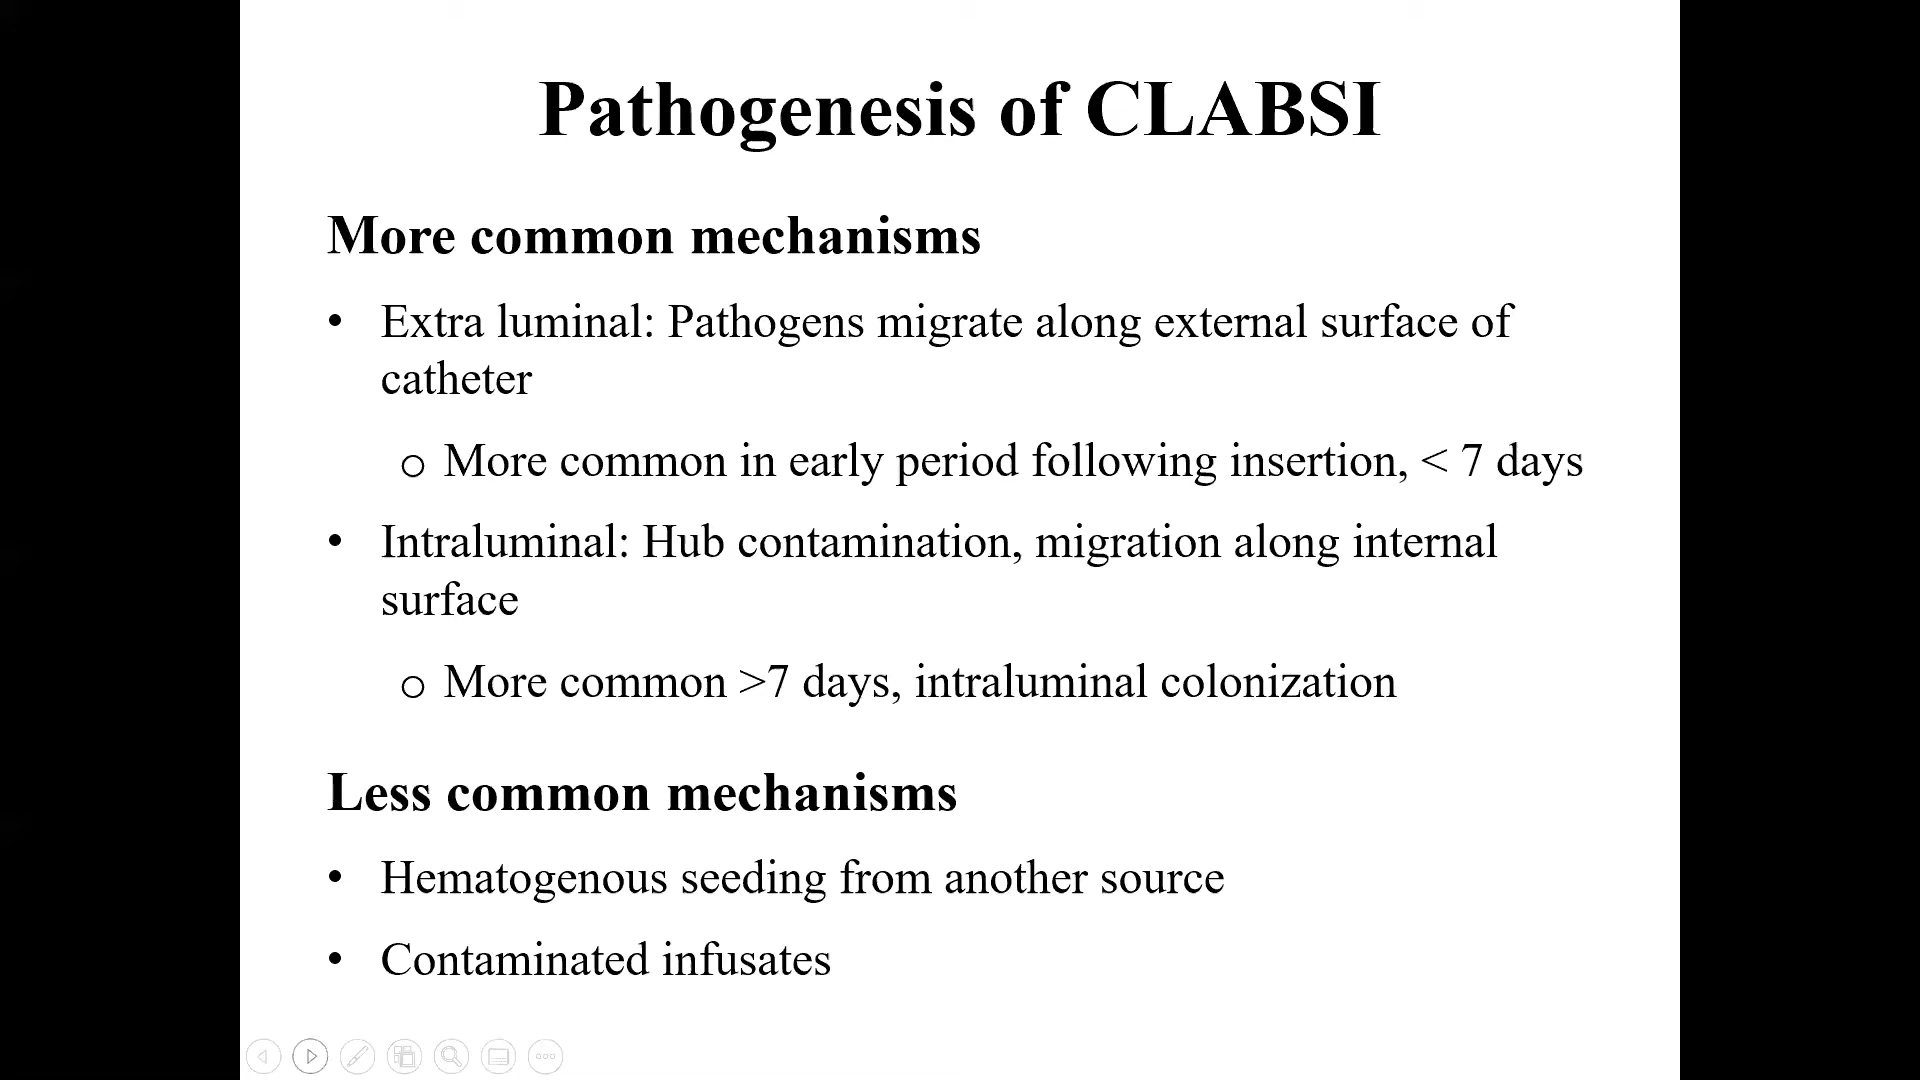 Pathogenesis of CLABSI
More common mechanisms
• Extra luminal: Pathogens migrate along external surface of
catheter
o More common in early period following insertion, < 7 days
• Intraluminal: Hub contamination, migration along internal
surface
o More common >7 days, intraluminal colonization
Less common mechanisms
• Hematogenous seeding from another source
• Contaminated infusates